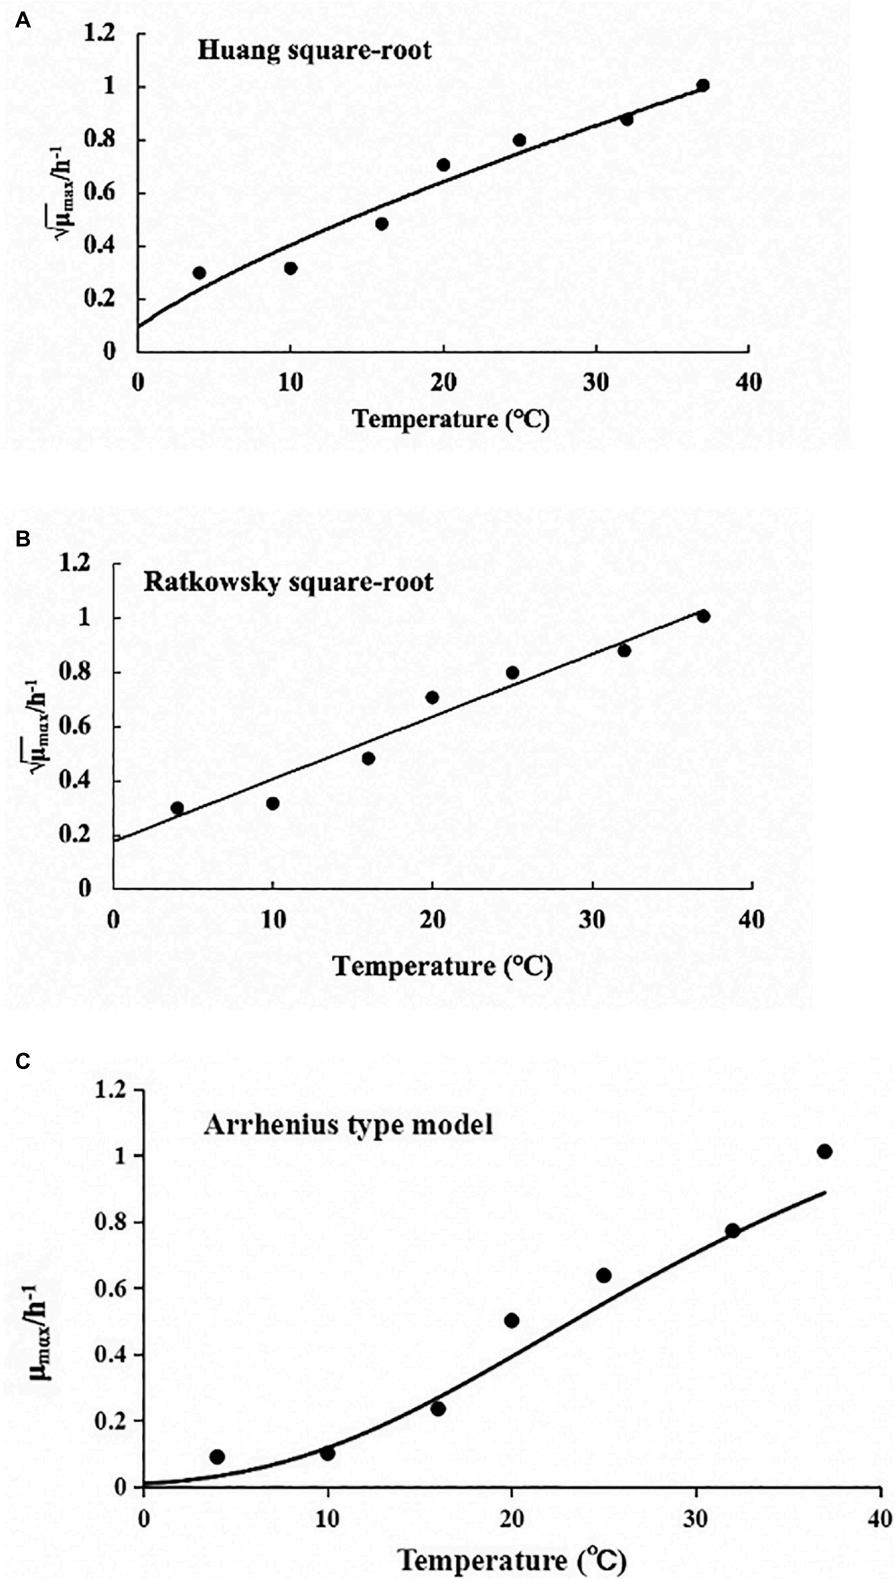 A
Huang square-root
1.2
1
0.8
0.6
0.4
0.2
0
√μmax/h-1
0 10 20 30 40
Temperature (°C)
B
Ratkowsky square-root
1.2
1
0.8
0.6
0.4
0.2
0
√μmax/h-1
0 10 20 30 40
Temperature (°C)
C
Arrhenius type model
1.2
1
0.8
0.6
0.4
0.2
0
μmax/h-1
0 10 20 30 40
Temperature (°C)